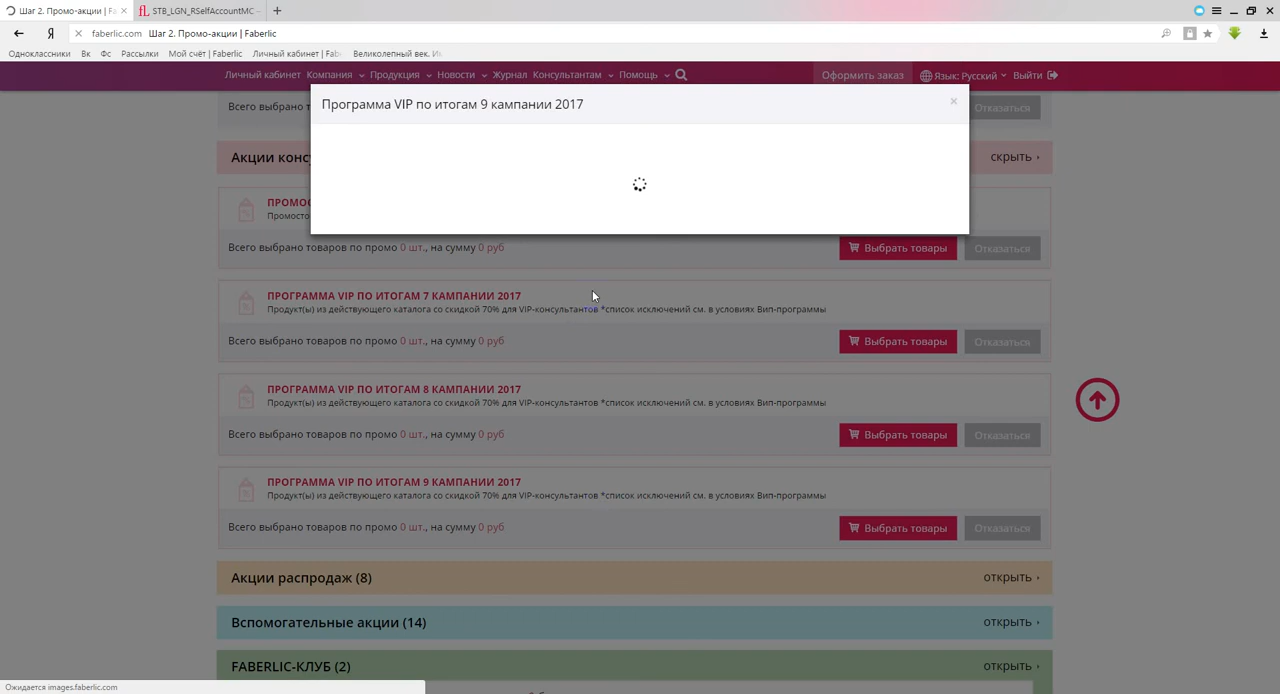 Шаг 2. Промо-акции | Fa
STB_LGN_RSelfAccountMC
faberlic.com Шаг 2. Промо-акции | Faberlic
Одноклассники Вк Фс Рассылки Мой счёт | Faberlic Личный кабинет | Fab Великолепный век.
Личный кабинет Компания Продукция Новости Журнал Консультантам Помощь Оформить заказ Язык: Русский Выйти
Программа VIP по итогам 9 кампании 2017
Всего выбрано т
Отказаться
Акции конс
скрыть
ПРОМОС
Промосто
Всего выбрано товаров по промо 0 шт., на сумму 0 руб
Выбрать товары Отказаться
ПРОГРАММА VIP ПО ИТОГАМ 7 КАМПАНИИ 2017
Продукт(ы) из действующего каталога со скидкой 70% для VIP-консультантов *список исключений см. в условиях Вип-программы
Всего выбрано товаров по промо 0 шт., на сумму 0 руб
Выбрать товары Отказаться
ПРОГРАММА VIP ПО ИТОГАМ 8 КАМПАНИИ 2017
Продукт(ы) из действующего каталога со скидкой 70% для VIP-консультантов *список исключений см. в условиях Вип-программы
Всего выбрано товаров по промо 0 шт., на сумму 0 руб
Выбрать товары Отказаться
ПРОГРАММА VIP ПО ИТОГАМ 9 КАМПАНИИ 2017
Продукт(ы) из действующего каталога со скидкой 70% для VIP-консультантов *список исключений см. в условиях Вип-программы
Всего выбрано товаров по промо 0 шт., на сумму 0 руб
Выбрать товары Отказаться
Акции распродаж (8)
открыть
Вспомогательные акции (14)
открыть
FABERLIC-КЛУБ (2)
открыть
Ожидается images.faberlic.com